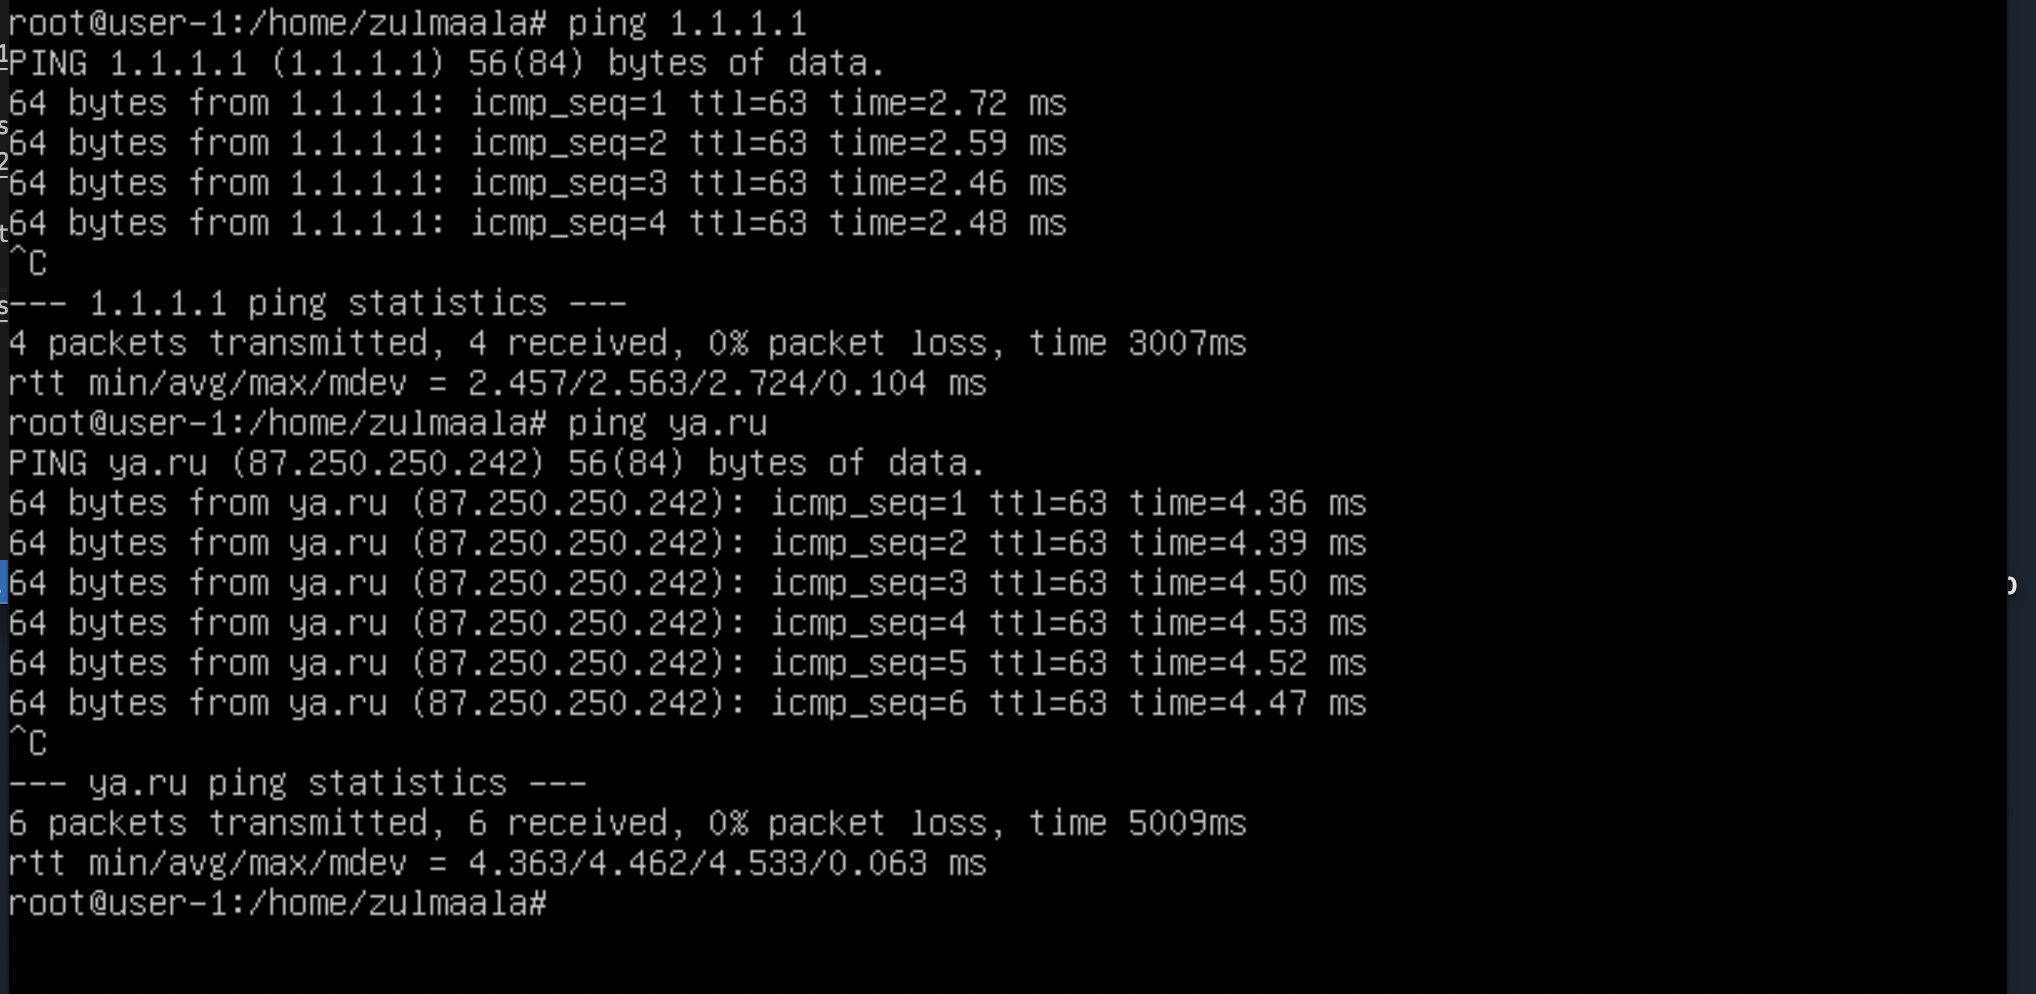 root@user-1:/home/zulmaala# ping 1.1.1.1
PING 1.1.1.1 (1.1.1.1) 56(84) bytes of data.
64 bytes from 1.1.1.1: icmp_seq=1 ttl=63 time=2.72 ms
64 bytes from 1.1.1.1: icmp_seq=2 ttl=63 time=2.59 ms
64 bytes from 1.1.1.1: icmp_seq=3 ttl=63 time=2.46 ms
64 bytes from 1.1.1.1: icmp_seq=4 ttl=63 time=2.48 ms
^C
--- 1.1.1.1 ping statistics ---
4 packets transmitted, 4 received, 0% packet loss, time 3007ms
rtt min/avg/max/mdev = 2.457/2.563/2.724/0.104 ms
root@user-1:/home/zulmaala# ping ya.ru
PING ya.ru (87.250.250.242) 56(84) bytes of data.
64 bytes from ya.ru (87.250.250.242): icmp_seq=1 ttl=63 time=4.36 ms
64 bytes from ya.ru (87.250.250.242): icmp_seq=2 ttl=63 time=4.39 ms
64 bytes from ya.ru (87.250.250.242): icmp_seq=3 ttl=63 time=4.50 ms
64 bytes from ya.ru (87.250.250.242): icmp_seq=4 ttl=63 time=4.53 ms
64 bytes from ya.ru (87.250.250.242): icmp_seq=5 ttl=63 time=4.52 ms
64 bytes from ya.ru (87.250.250.242): icmp_seq=6 ttl=63 time=4.47 ms
^C
--- ya.ru ping statistics ---
6 packets transmitted, 6 received, 0% packet loss, time 5009ms
rtt min/avg/max/mdev = 4.363/4.462/4.533/0.063 ms
root@user-1:/home/zulmaala#